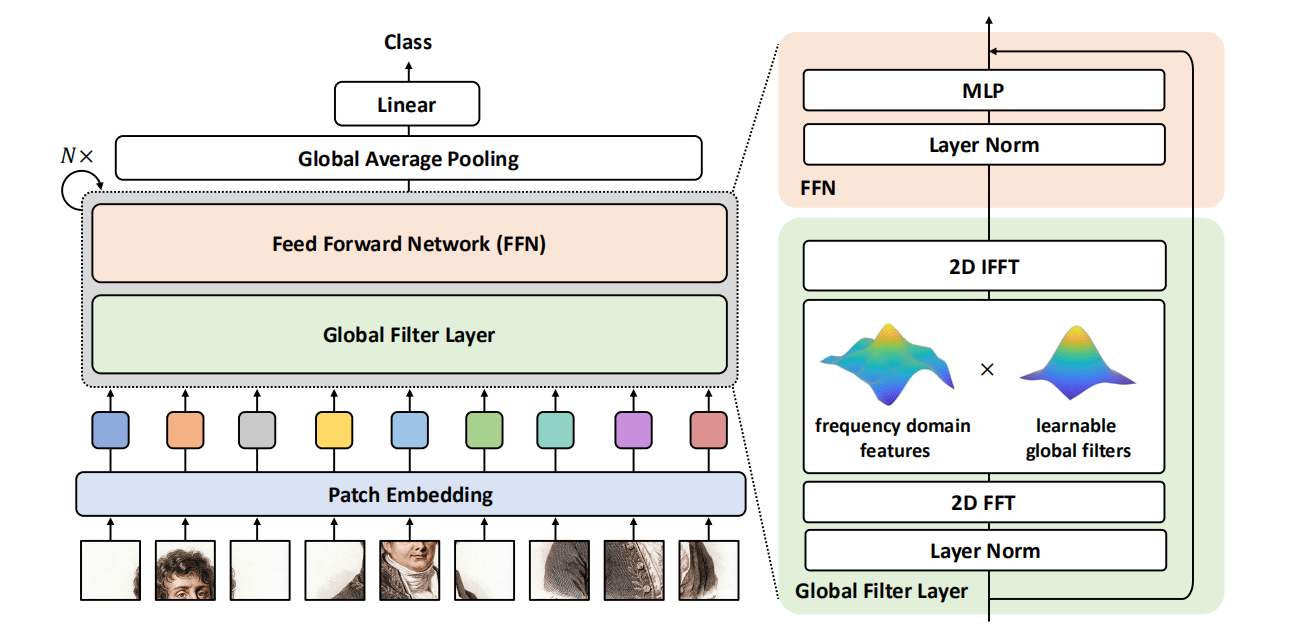 Class
Linear
Global Average Pooling
N×
Feed Forward Network (FFN)
Global Filter Layer
Patch Embedding
MLP
Layer Norm
FFN
2D IFFT
×
frequency domain
features
learnable
global filters
2D FFT
Layer Norm
Global Filter Layer